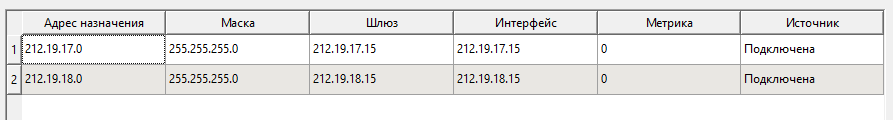 Адрес назначения Маска Шлюз Интерфейс Метрика Источник
1 212.19.17.0 255.255.255.0 212.19.17.15 212.19.17.15 0 Подключена
2 212.19.18.0 255.255.255.0 212.19.18.15 212.19.18.15 0 Подключена